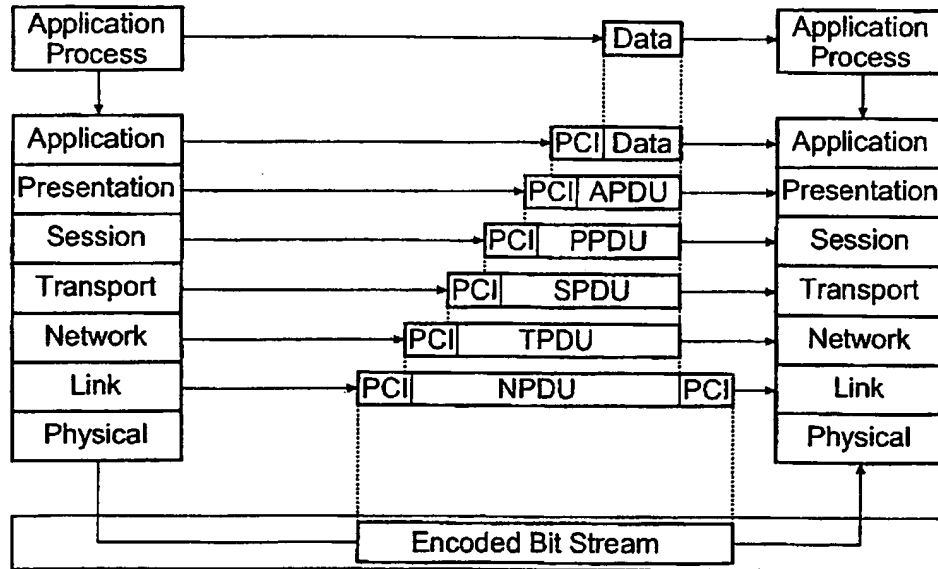 Application
Process
Data
Application
Process
Application
PCI Data
Application
Presentation
PCI APDU
Presentation
Session
PCI PPDU
Session
Transport
PCI SPDU
Transport
Network
PCI TPDU
Network
Link
PCI NPDU PCI
Link
Physical
Physical
Encoded Bit Stream